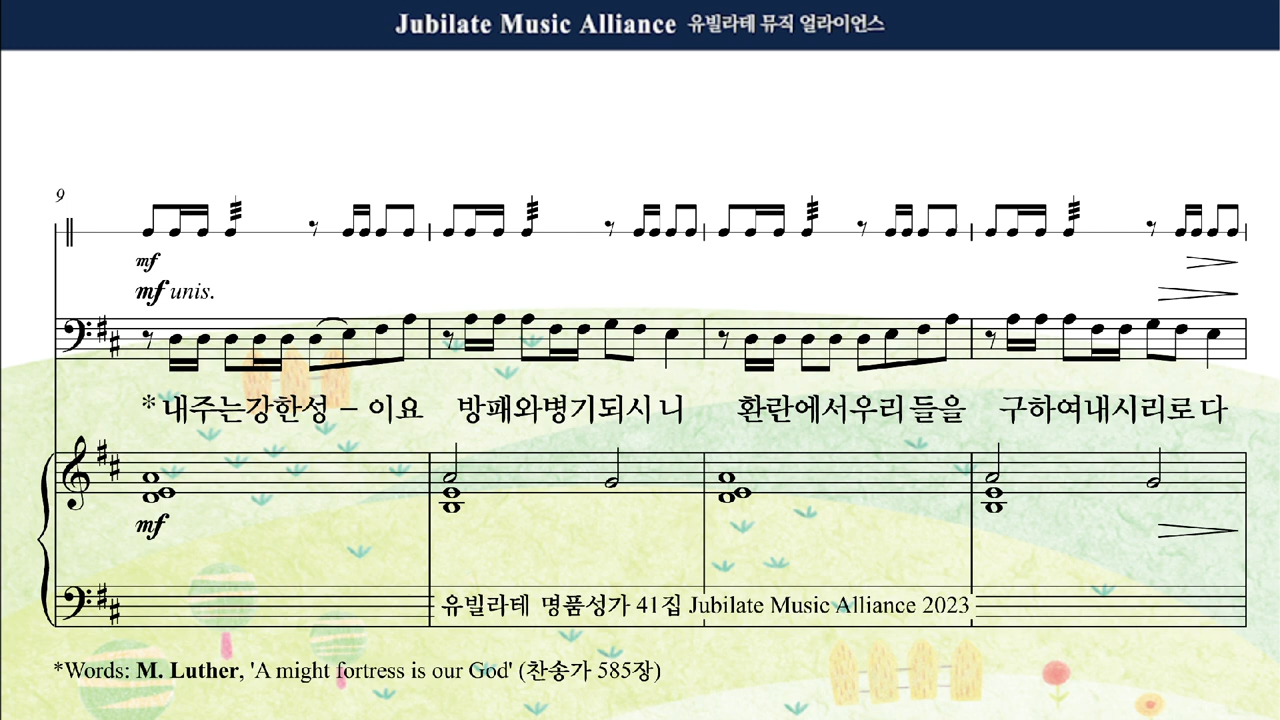 Jubilate Music Alliance 유빌라테 뮤직 얼라이언스
9
mf
mf unis.
*내주는강한성-이요 방패와병기되시니 환란에서우리들을 구하여내시리로다
mf
유빌라테 명품성가 41집 Jubilate Music Alliance 2023
*Words: M. Luther, 'A might fortress is our God' (찬송가 585장)